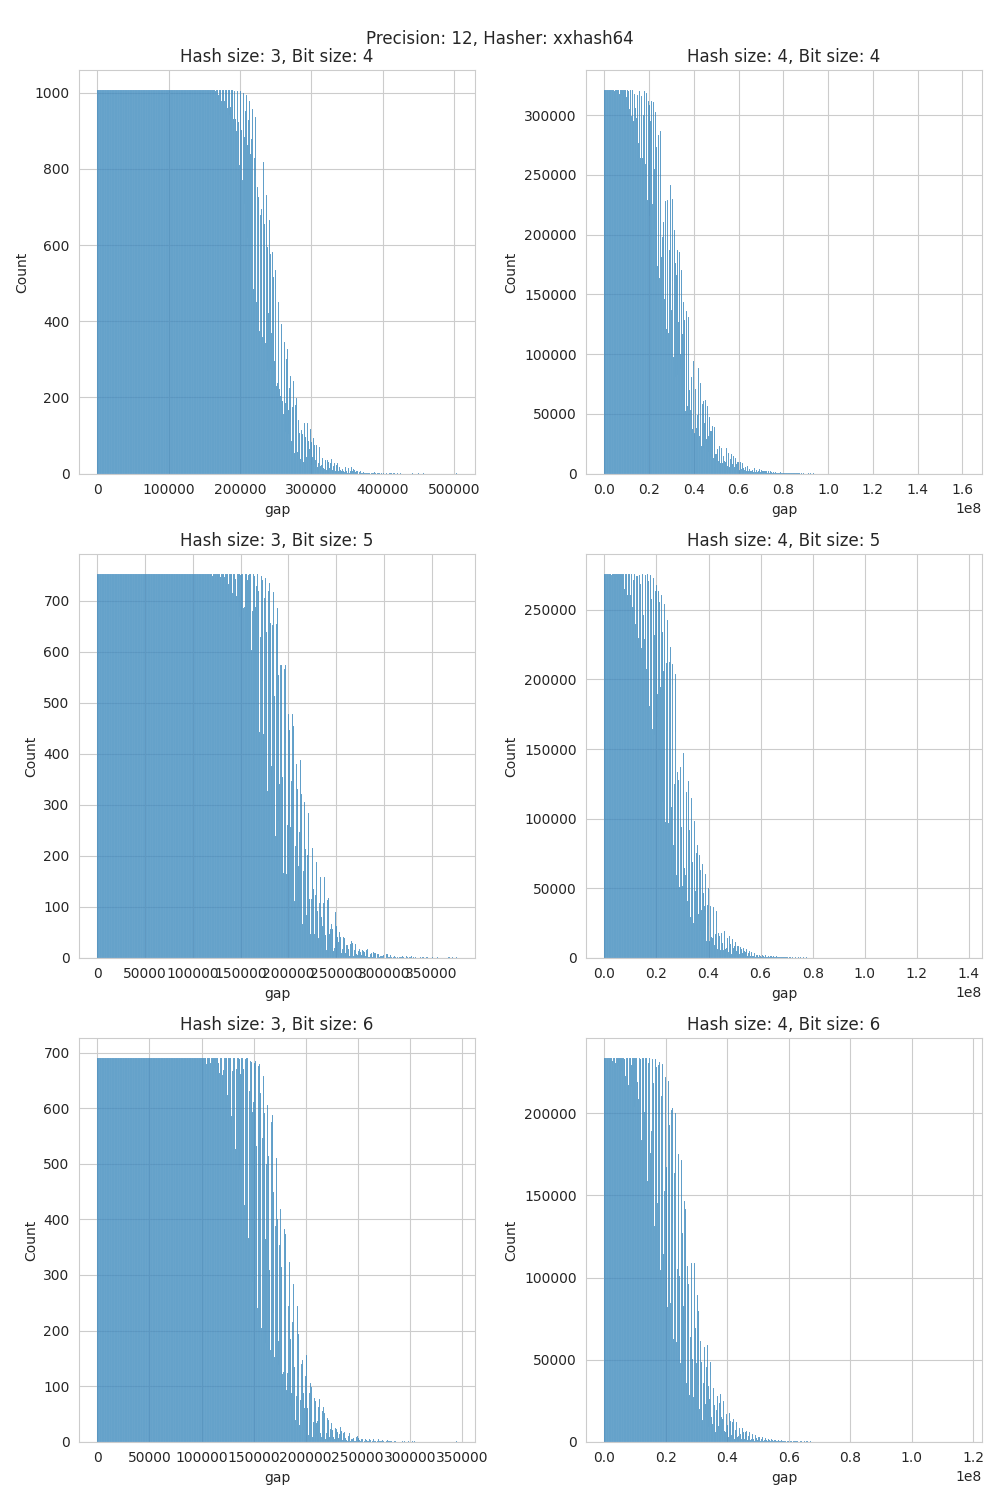 Precision: 12, Hasher: xxhash64
Hash size: 3, Bit size: 4
Hash size: 4, Bit size: 4
1000
800
600
400
200
0
Count
0 100000 200000 300000 400000 500000
gap
300000
250000
200000
150000
100000
50000
0
Count
0.0 0.2 0.4 0.6 0.8 1.0 1.2 1.4 1.6
1e8
gap
Hash size: 3, Bit size: 5
Hash size: 4, Bit size: 5
700
600
500
400
300
200
100
0
Count
0 50000 100000 150000 200000 250000 300000 350000
gap
250000
200000
150000
100000
50000
0
Count
0.0 0.2 0.4 0.6 0.8 1.0 1.2 1.4
1e8
gap
Hash size: 3, Bit size: 6
Hash size: 4, Bit size: 6
700
600
500
400
300
200
100
0
Count
0 50000 100000 150000 200000 250000 300000 350000
gap
200000
150000
100000
50000
0
Count
0.0 0.2 0.4 0.6 0.8 1.0 1.2
1e8
gap